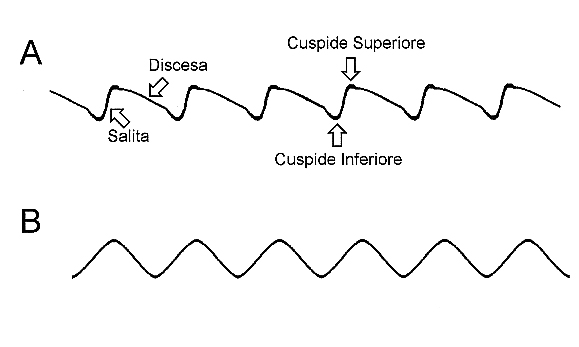 Cuspide Superiore
A
Discesa
Salita
Cuspide Inferiore
B